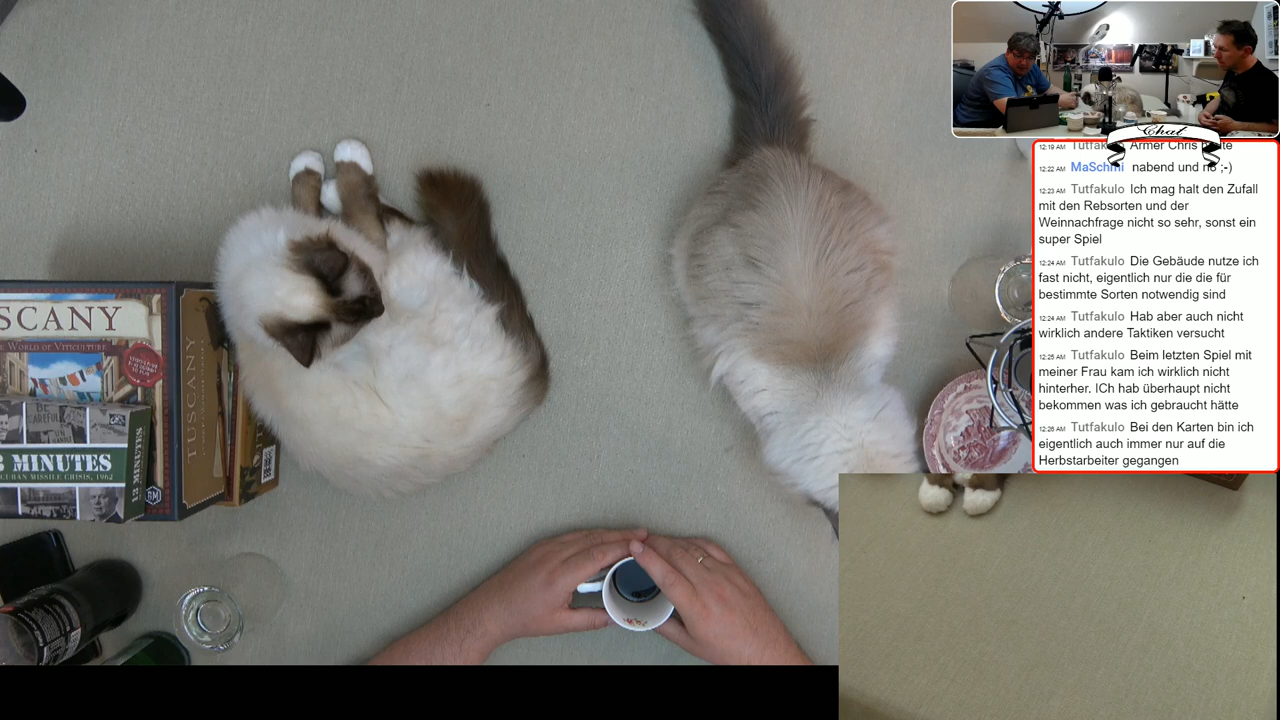 SCANY
WORLD OF VITICULTURE
TUSCANY
BE
CAREFUL
MINUTES
CUBAN MISSILE CRISIS, 1962
13 MINUTES
Chat
12:19 AM Tutfakulo Armer Chris
12:22 AM MaSchmi nabend und no ;-)
12:23 AM Tutfakulo Ich mag halt den Zufall
mit den Rebsorten und der
Weinnachfrage nicht so sehr, sonst ein
super Spiel
12:24 AM Tutfakulo Die Gebäude nutze ich
fast nicht, eigentlich nur die die für
bestimmte Sorten notwendig sind
12:24 AM Tutfakulo Hab aber auch nicht
wirklich andere Taktiken versucht
12:25 AM Tutfakulo Beim letzten Spiel mit
meiner Frau kam ich wirklich nicht
hinterher. ICh hab überhaupt nicht
bekommen was ich gebraucht hätte
12:26 AM Tutfakulo Bei den Karten bin ich
eigentlich auch immer nur auf die
Herbstarbeiter gegangen